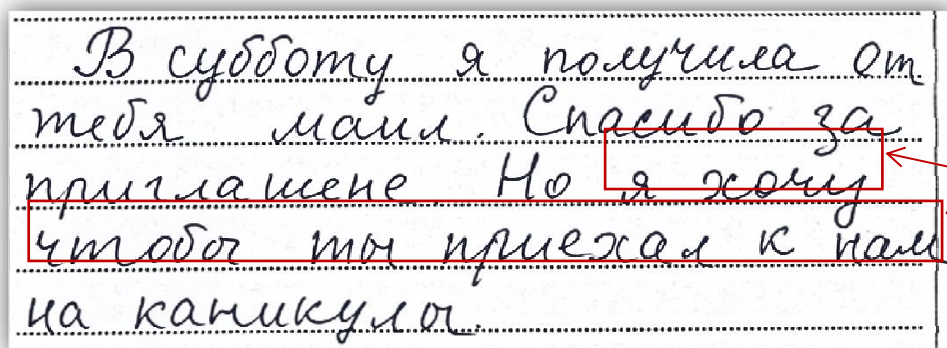 В субботу я получила от
тебя маил. Спасибо за
приглашене Но я хочу
чтобы ты приехал к нам
на каникулы.